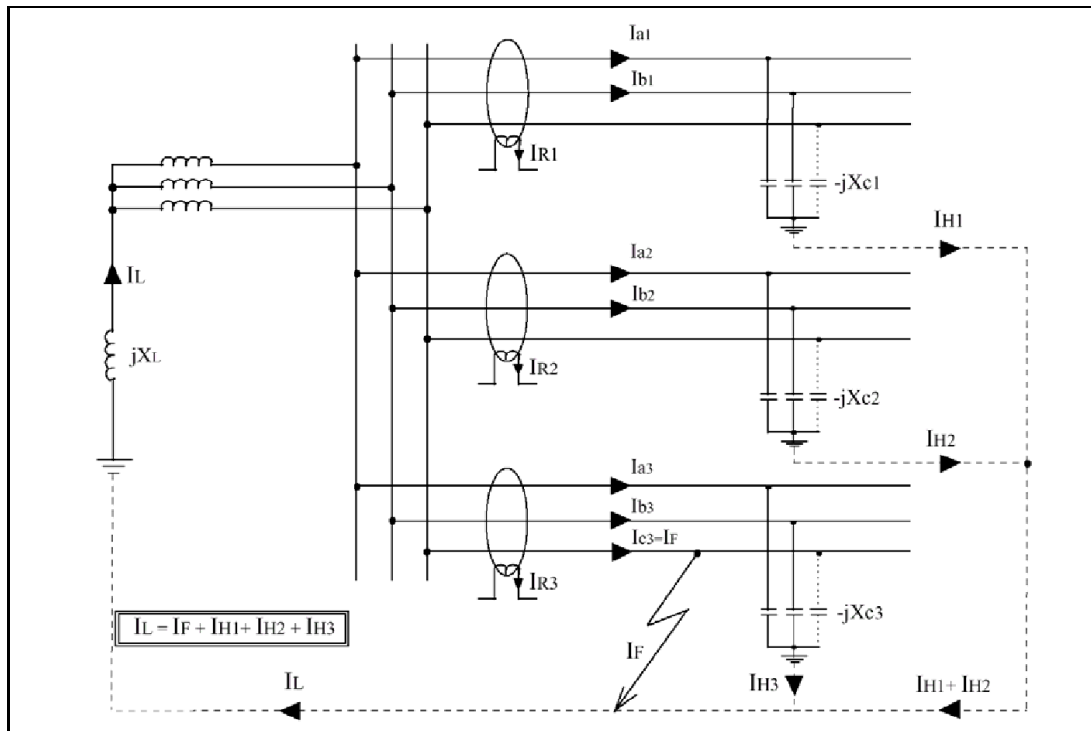 Ia1
Ib1
IR1
-jXc1
IH1
IL
Ia2
Ib2
jXL
IR2
-jXc2
IH2
Ia3
Ib3
Ic3=IF
IR3
-jXc3
IL = IF + IH1+ IH2 + IH3
IF
IL
IH3
IH1+ IH2